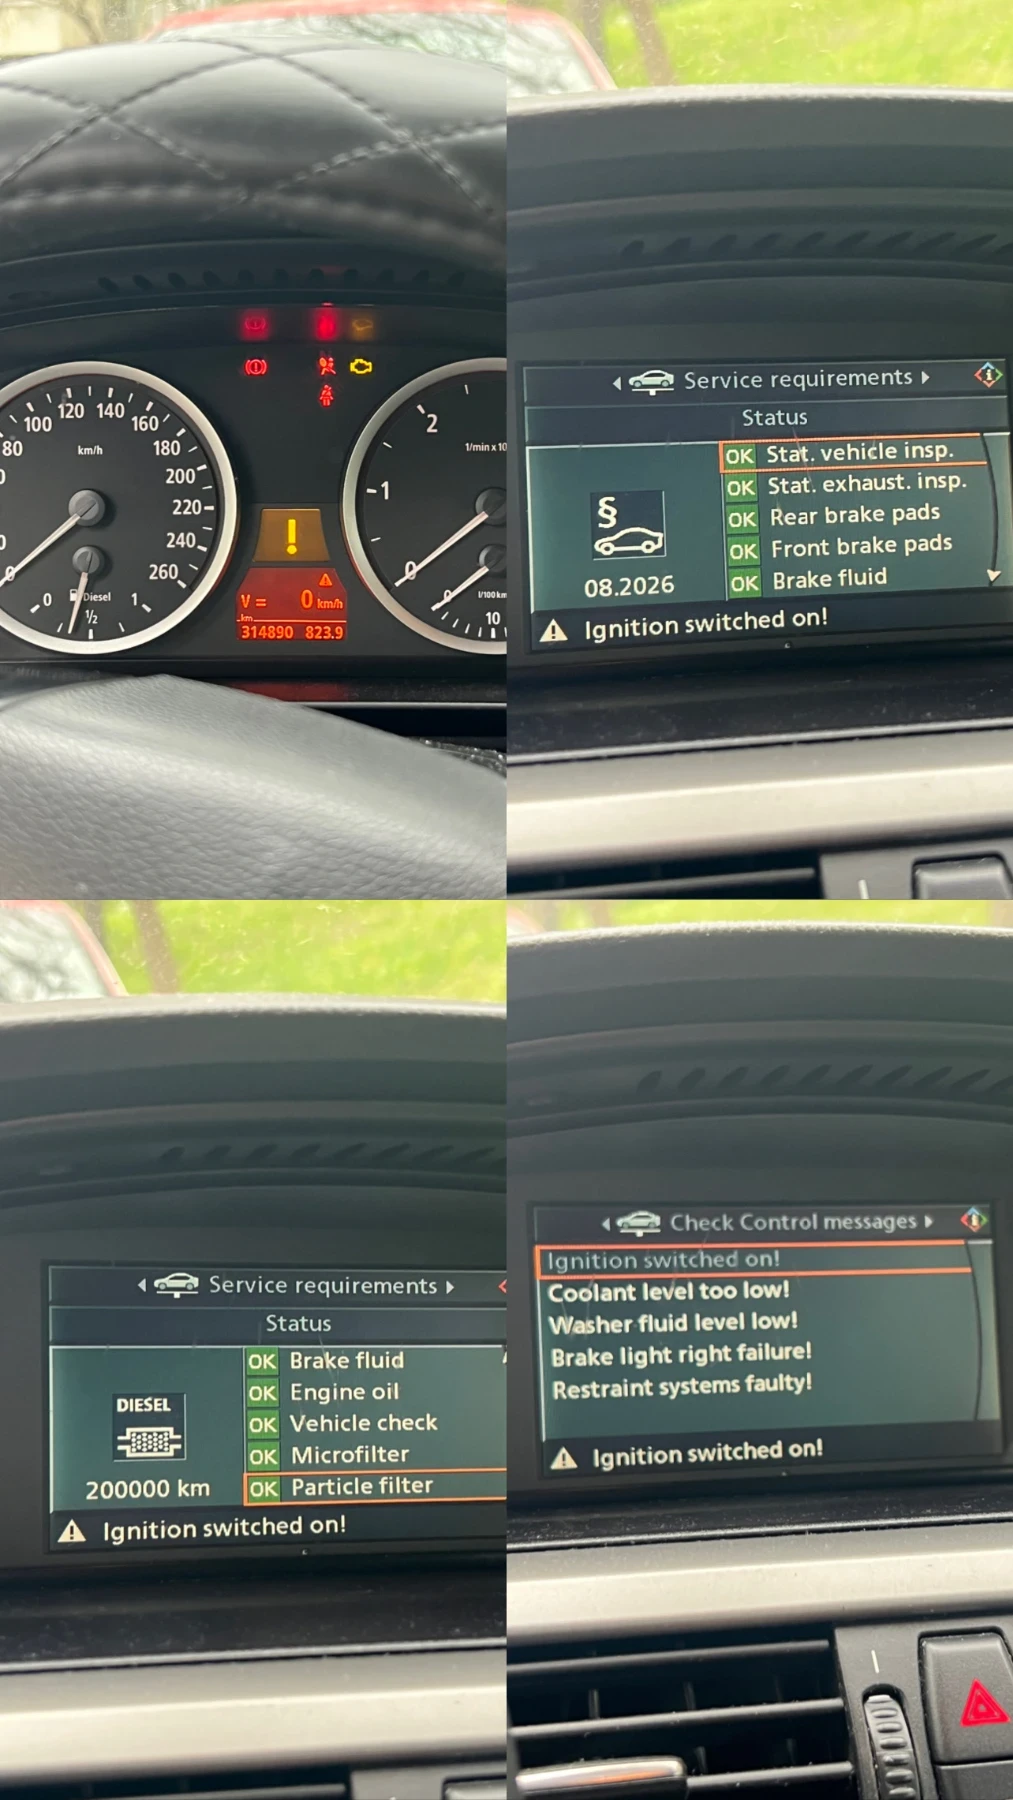 80
100
120
140
160
180
200
220
240
260
km/h
0
Diesel
1/2
1
V = 0 km/h
km
314890 823.9
2
1
0
1/min x10
0
l/100km
10
Service requirements
Status
OK Stat. vehicle insp.
OK Stat. exhaust. insp.
OK Rear brake pads
OK Front brake pads
OK Brake fluid
§
08.2026
Ignition switched on!
Service requirements
Status
OK Brake fluid
OK Engine oil
OK Vehicle check
OK Microfilter
OK Particle filter
DIESEL
200000 km
Ignition switched on!
Check Control messages
Ignition switched on!
Coolant level too low!
Washer fluid level low!
Brake light right failure!
Restraint systems faulty!
Ignition switched on!